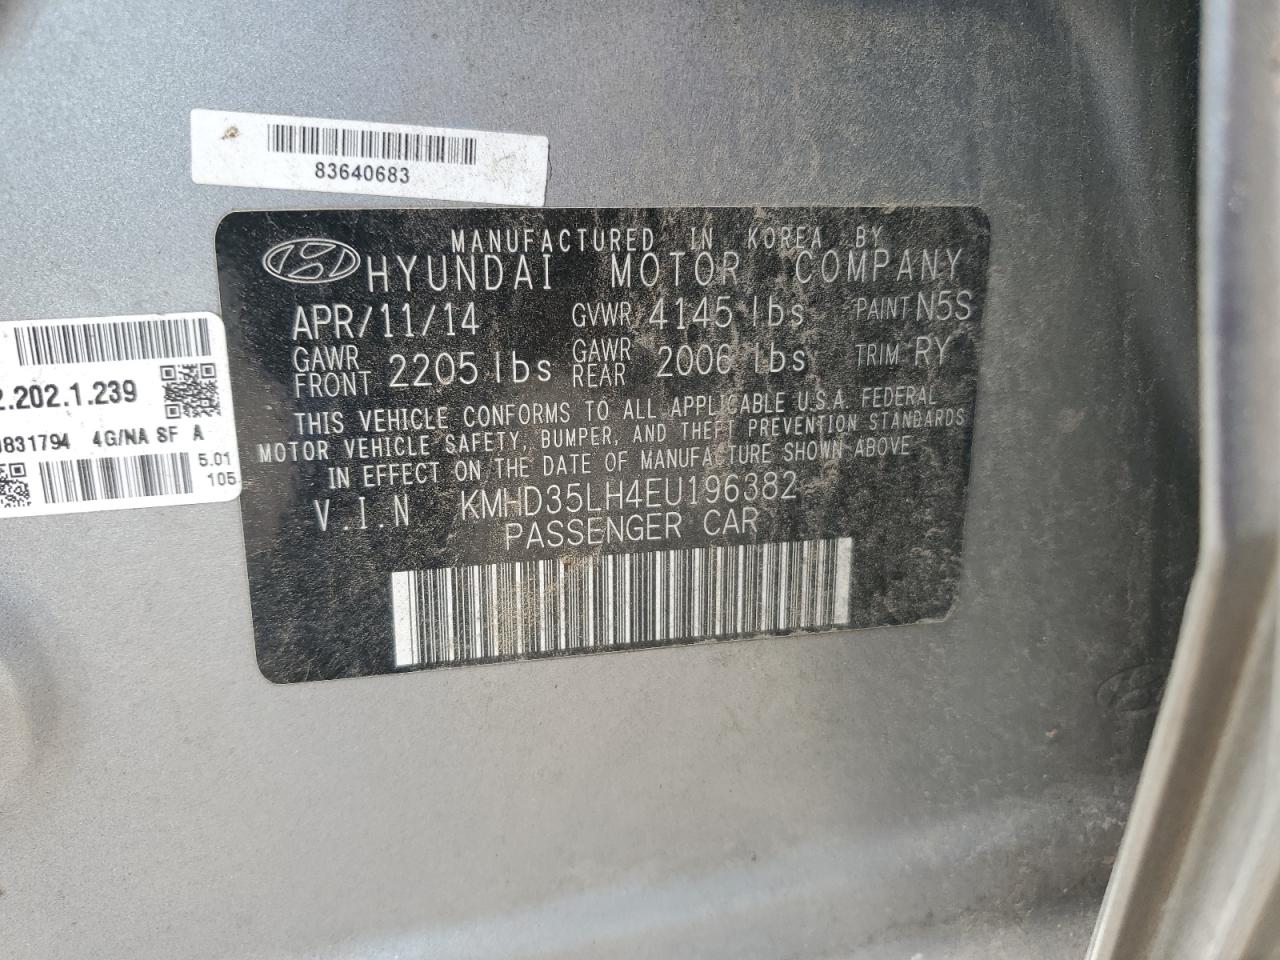 83640683
MANUFACTURED IN KOREA BY
HYUNDAI MOTOR COMPANY
APR/11/14 GVWR 4145 lbs PAINT N5S
GAWR FRONT 2205 lbs GAWR REAR 2006 lbs TRIM RY
THIS VEHICLE CONFORMS TO ALL APPLICABLE U.S.A. FEDERAL
MOTOR VEHICLE SAFETY, BUMPER, AND THEFT PREVENTION STANDARDS
IN EFFECT ON THE DATE OF MANUFACTURE SHOWN ABOVE
V.I.N KMHD35LH4EU196382
PASSENGER CAR
2.202.1.239
831794 4G/NA SF A
5.01
105